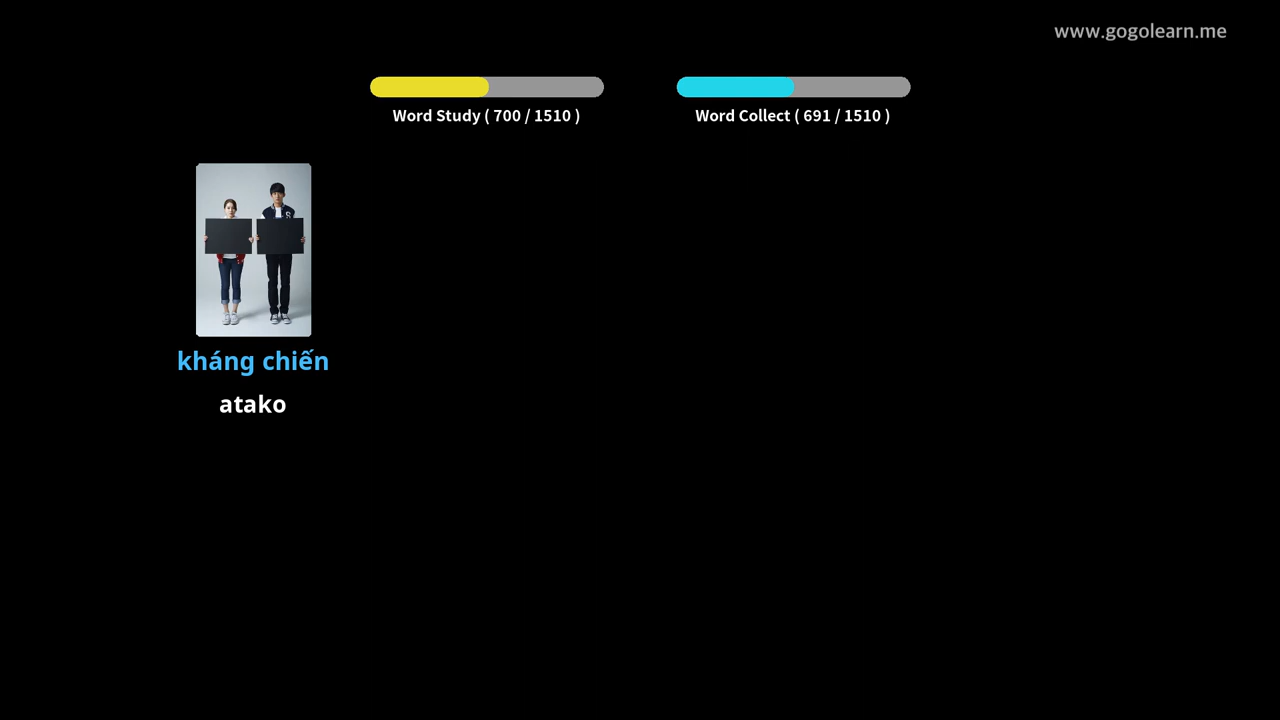 www.gogolearn.me
Word Study ( 700 / 1510 )
Word Collect ( 691 / 1510 )
kháng chiến
atako